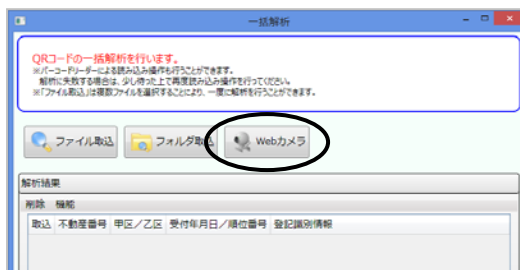 一括解析
QRコードの一括解析を行います。
※バーコードリーダーによる読み込み操作も行うことができます。
解析に失敗する場合は、少し待った上で再度読み込み操作を行ってください。
※「ファイル取込」は複数ファイルを選択することにより、一度に解析を行うことができます。
ファイル取込 フォルダ取込 Webカメラ
解析結果
削除 機能
取込 不動産番号 甲区/乙区 受付年月日/順位番号 登記識別情報